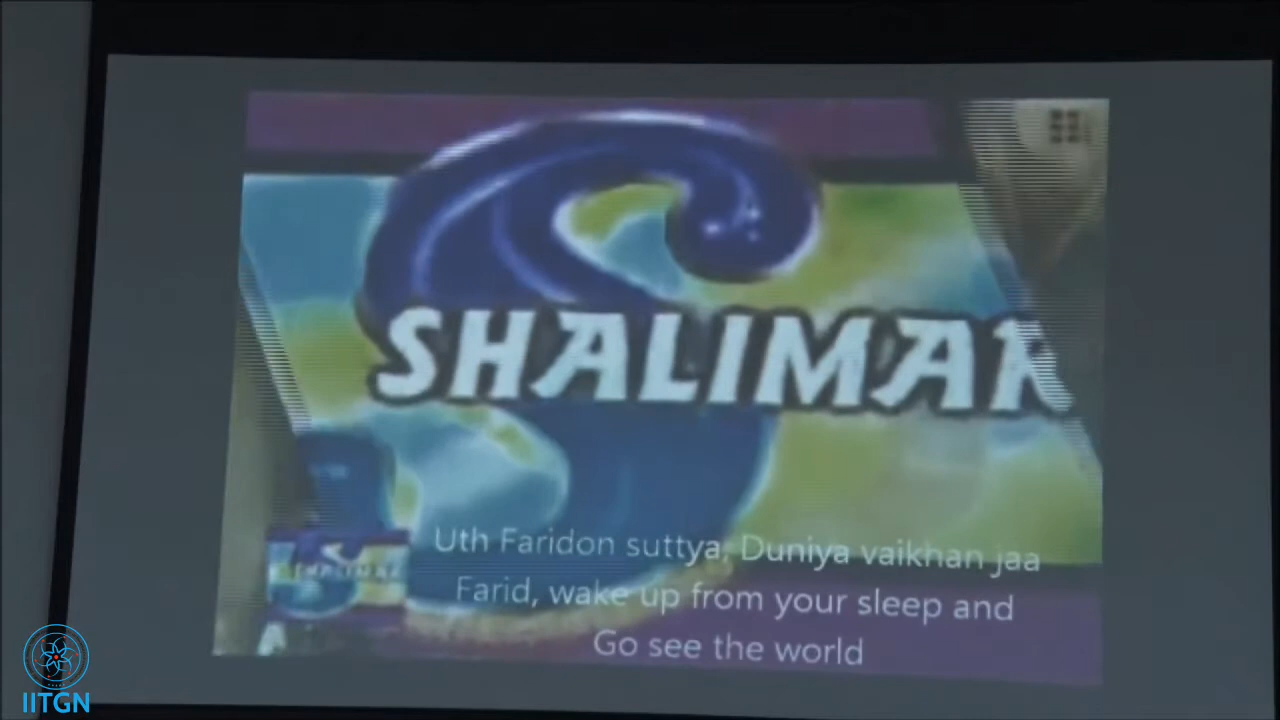 SHALIMAR
Uth Faridon suttya, Duniya vaikhan jaa
Farid, wake up from your sleep and
Go see the world
SHALIMAR
A
IITGN